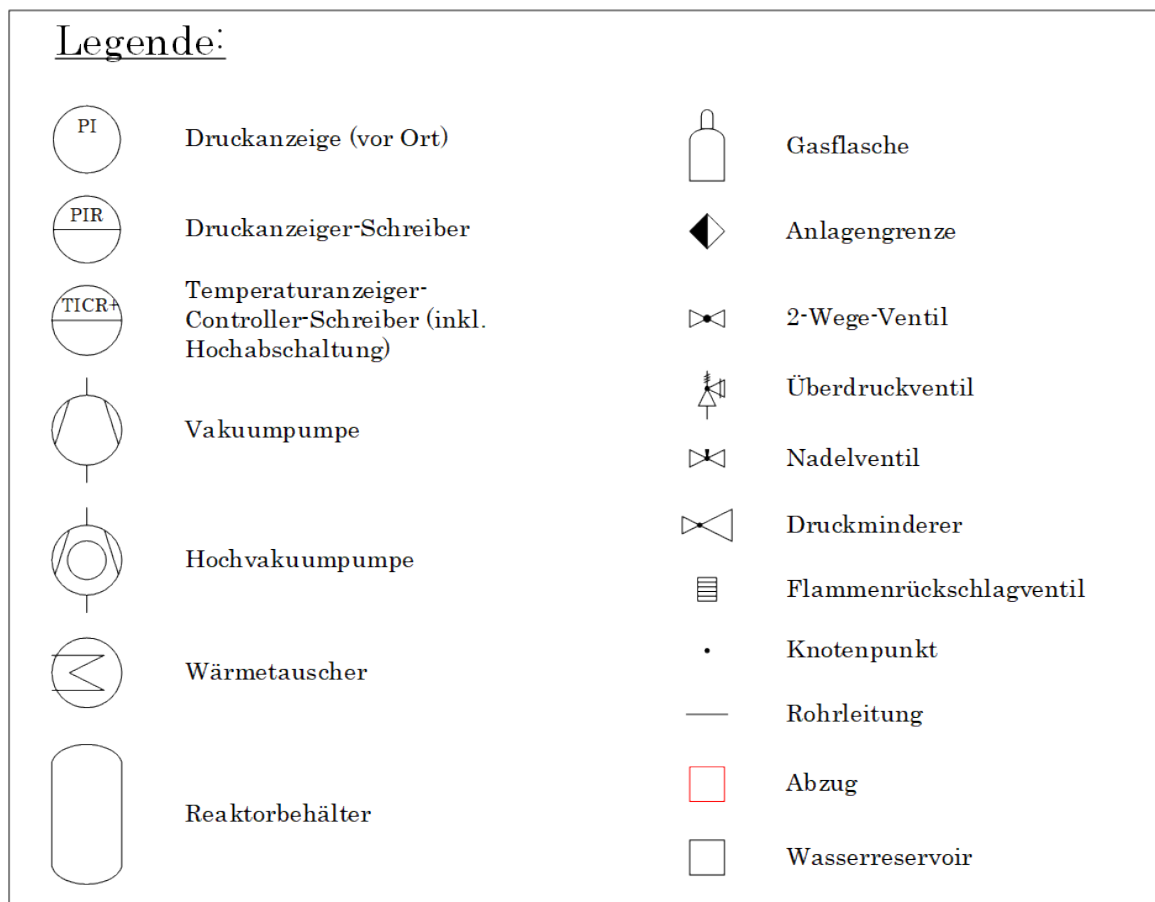 Legende:
PI
Druckanzeige (vor Ort)
PIR
Druckanzeiger-Schreiber
TICR+
Temperaturanzeiger-
Controller-Schreiber (inkl.
Hochabschaltung)
Vakuumpumpe
Hochvakuumpumpe
Wärmetauscher
Reaktorbehälter
Gasflasche
Anlagengrenze
2-Wege-Ventil
Überdruckventil
Nadelventil
Druckminderer
Flammenrückschlagventil
Knotenpunkt
Rohrleitung
Abzug
Wasserreservoir